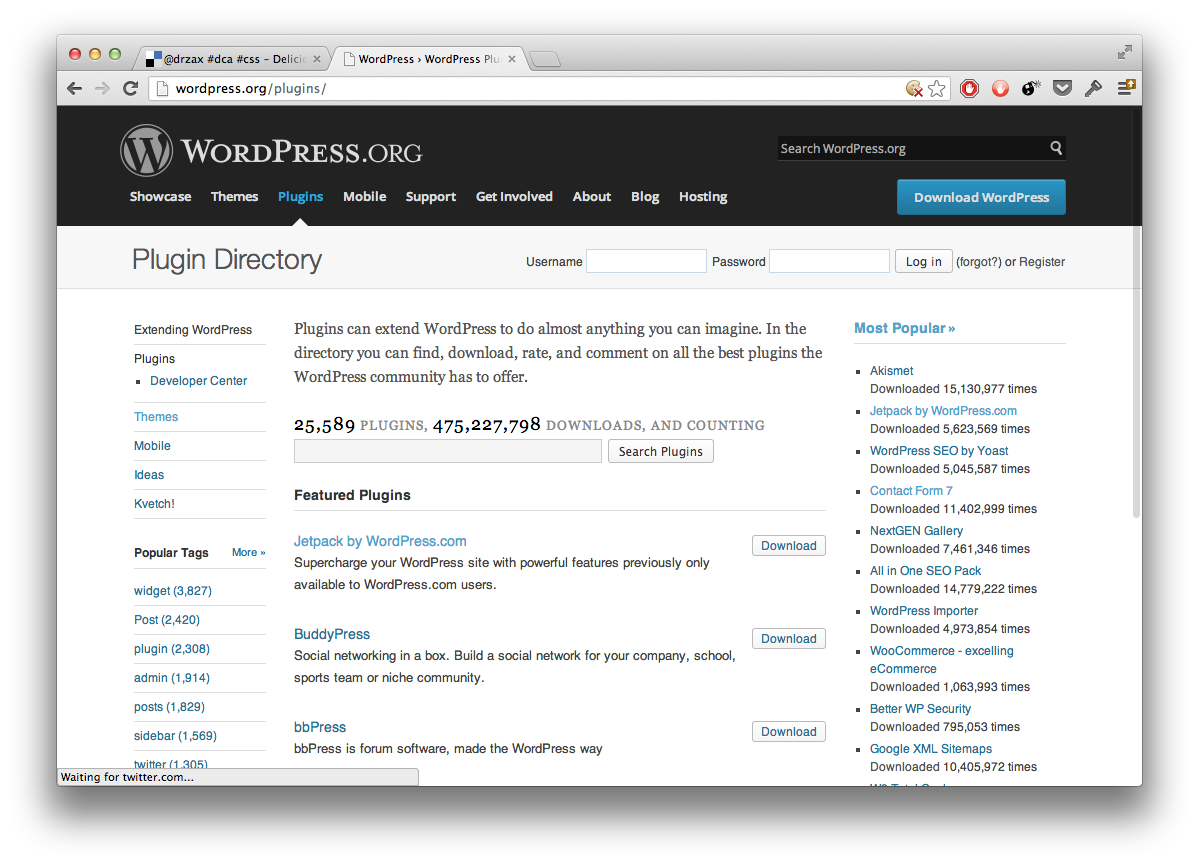 @drzax #dca #css – Delici
WordPress › WordPress Plu
wordpress.org/plugins/
WORDPRESS.ORG
Search WordPress.org
Showcase Themes Plugins Mobile Support Get Involved About Blog Hosting
Download WordPress
Plugin Directory
Username
Password
Log in
(forgot?) or Register
Extending WordPress
Plugins
Developer Center
Themes
Mobile
Ideas
Kvetch!
Popular Tags More »
widget (3,827)
Post (2,420)
plugin (2,308)
admin (1,914)
posts (1,829)
sidebar (1,569)
twitter (1,305)
Plugins can extend WordPress to do almost anything you can imagine. In the
directory you can find, download, rate, and comment on all the best plugins the
WordPress community has to offer.
25,589 PLUGINS, 475,227,798 DOWNLOADS, AND COUNTING
Search Plugins
Featured Plugins
Jetpack by WordPress.com
Download
Supercharge your WordPress site with powerful features previously only
available to WordPress.com users.
BuddyPress
Download
Social networking in a box. Build a social network for your company, school,
sports team or niche community.
bbPress
Download
bbPress is forum software, made the WordPress way
Most Popular »
Akismet
Downloaded 15,130,977 times
Jetpack by WordPress.com
Downloaded 5,623,569 times
WordPress SEO by Yoast
Downloaded 5,045,587 times
Contact Form 7
Downloaded 11,402,999 times
NextGEN Gallery
Downloaded 7,461,346 times
All in One SEO Pack
Downloaded 14,779,222 times
WordPress Importer
Downloaded 4,973,854 times
WooCommerce - excelling
eCommerce
Downloaded 1,063,993 times
Better WP Security
Downloaded 795,053 times
Google XML Sitemaps
Downloaded 10,405,972 times
Waiting for twitter.com...